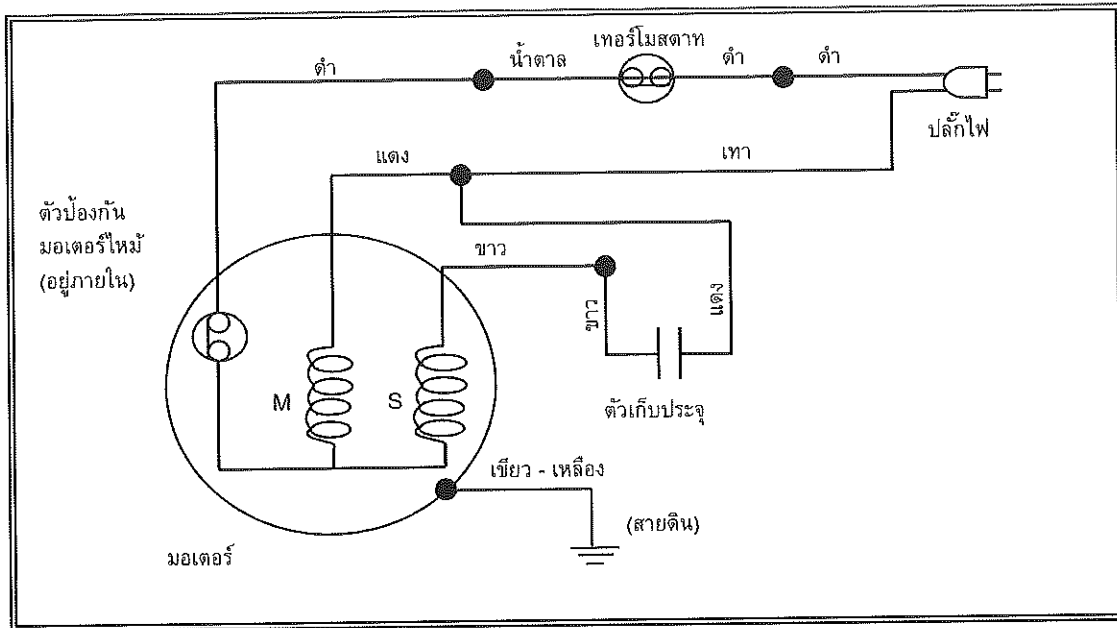 เทอร์โมสตาท
ดำ
น้ำตาล
ดำ
ดำ
ปลั๊กไฟ
แดง
เทา
ตัวป้องกัน
มอเตอร์ไหม้
(อยู่ภายใน)
ขาว
ขาว
แดง
M
S
ตัวเก็บประจุ
เขียว - เหลือง
(สายดิน)
มอเตอร์